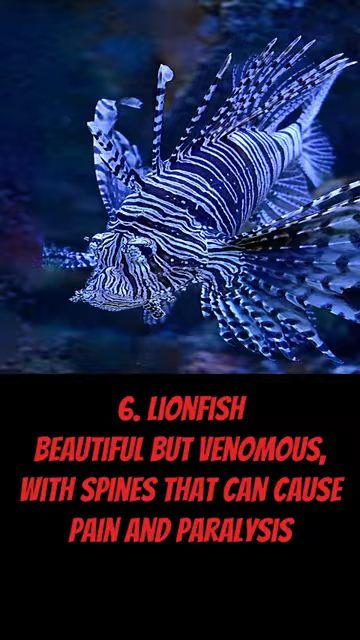 6. LIONFISH
BEAUTIFUL BUT VENOMOUS,
WITH SPINES THAT CAN CAUSE
PAIN AND PARALYSIS